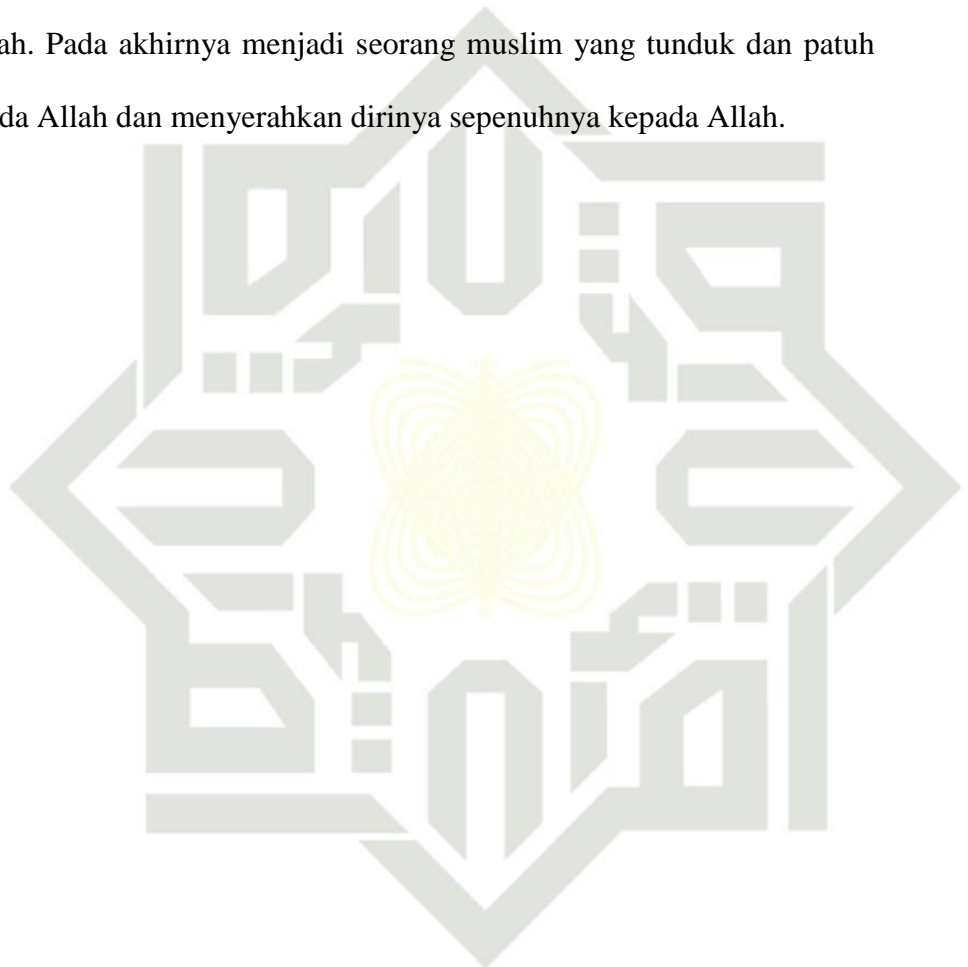 ah. Pada akhirnya menjadi seorang muslim yang tunduk dan patuh
da Allah dan menyerahkan dirinya sepenuhnya kepada Allah.